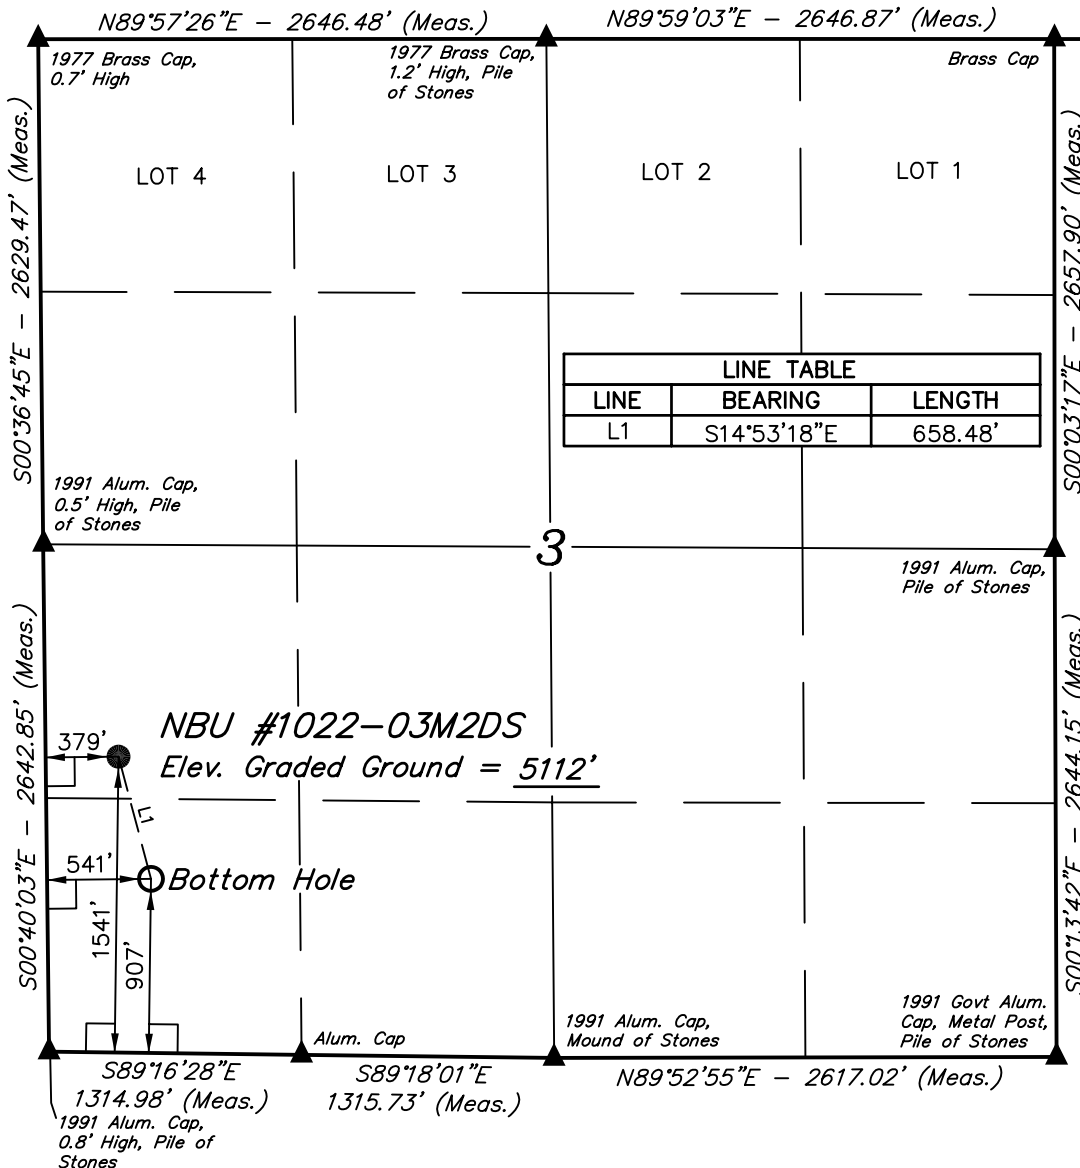 N89°57'26"E - 2646.48' (Meas.)
N89°59'03"E - 2646.87' (Meas.)
1977 Brass Cap,
0.7' High
1977 Brass Cap,
1.2' High, Pile
of Stones
Brass Cap
S00°36'45"E - 2629.47' (Meas.)
S00°03'17"E - 2657.90' (Meas.)
LOT 4
LOT 3
LOT 2
LOT 1
LINE TABLE
LINE BEARING LENGTH
L1 S14°53'18"E 658.48'
1991 Alum. Cap,
0.5' High, Pile
of Stones
3
1991 Alum. Cap,
Pile of Stones
S00°40'03"E - 2642.85' (Meas.)
S00°13'42"E - 2644.15' (Meas.)
NBU #1022-03M2DS
379'
Elev. Graded Ground = 5112'
L1
541'
Bottom Hole
1541'
907'
Alum. Cap
1991 Alum. Cap,
Mound of Stones
1991 Govt Alum.
Cap, Metal Post,
Pile of Stones
S89°16'28"E
1314.98' (Meas.)
S89°18'01"E
1315.73' (Meas.)
N89°52'55"E - 2617.02' (Meas.)
1991 Alum. Cap,
0.8' High, Pile of
Stones